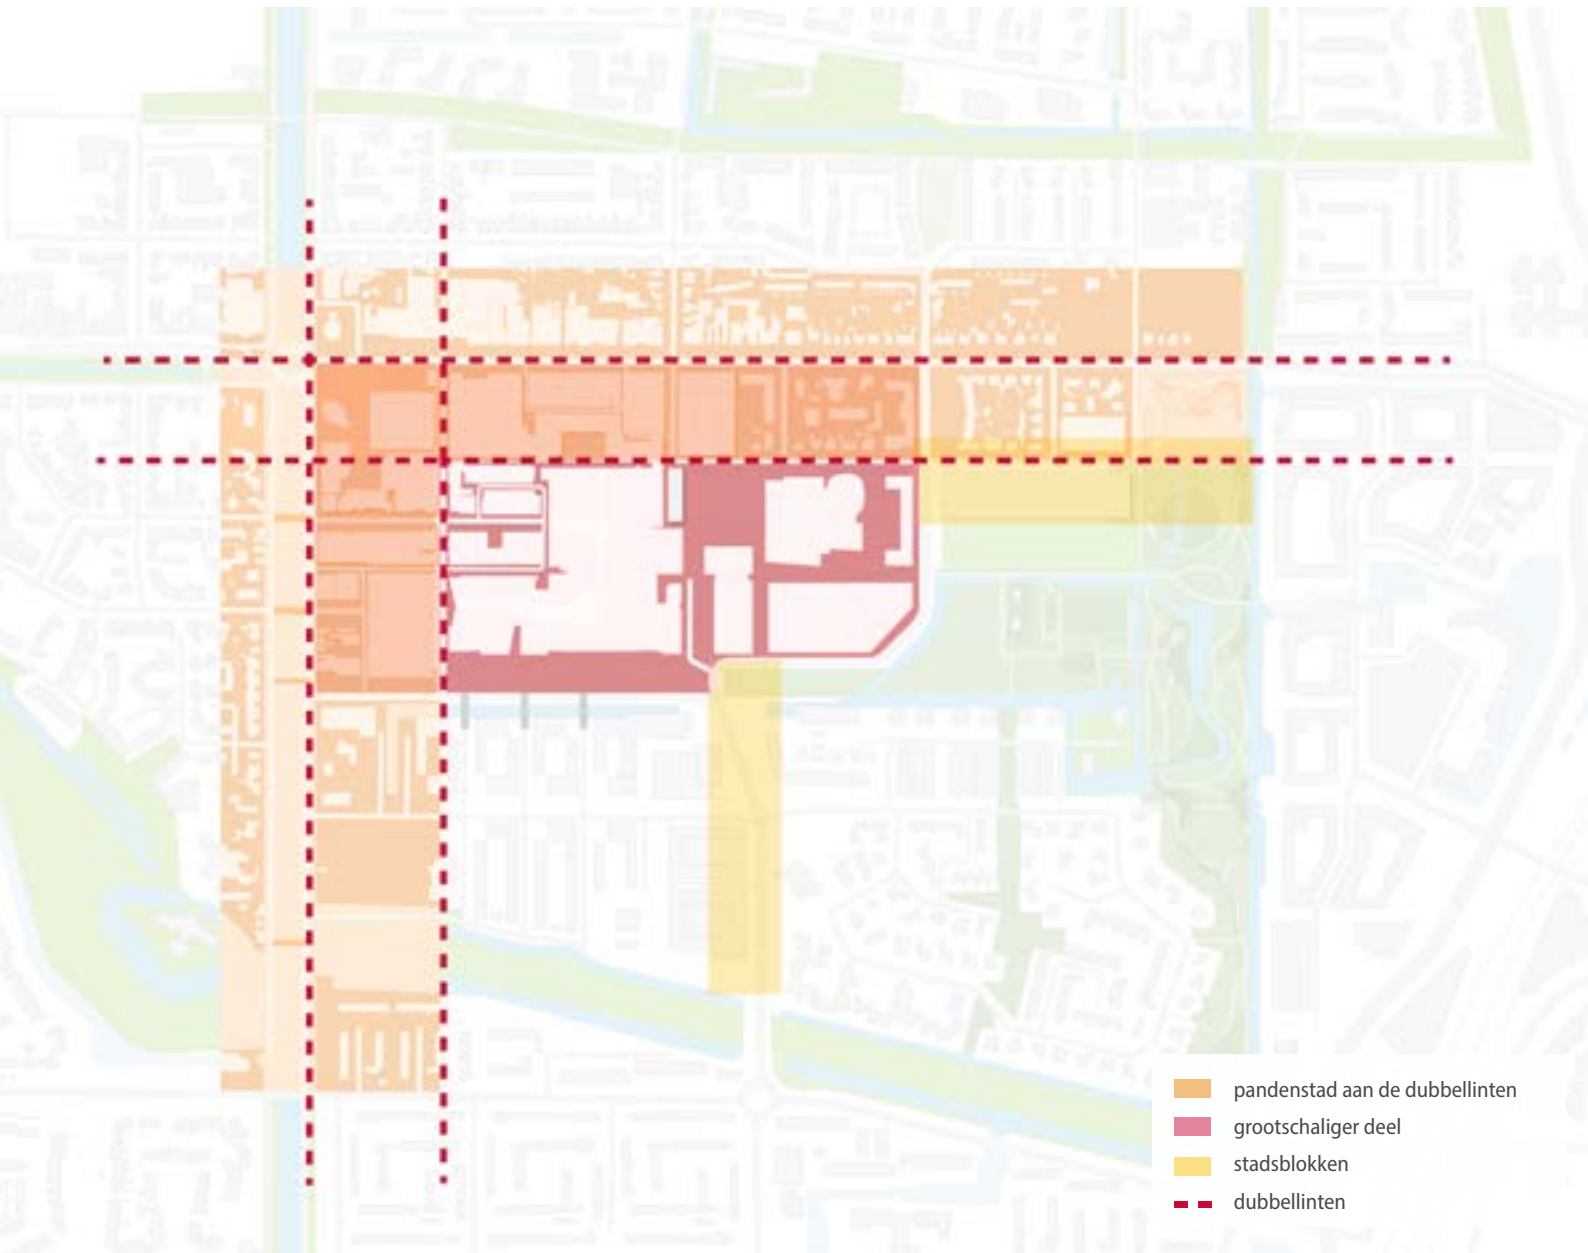 pandenstad aan de dubbellinten
grootschaliger deel
stadsblokken
dubbellinten